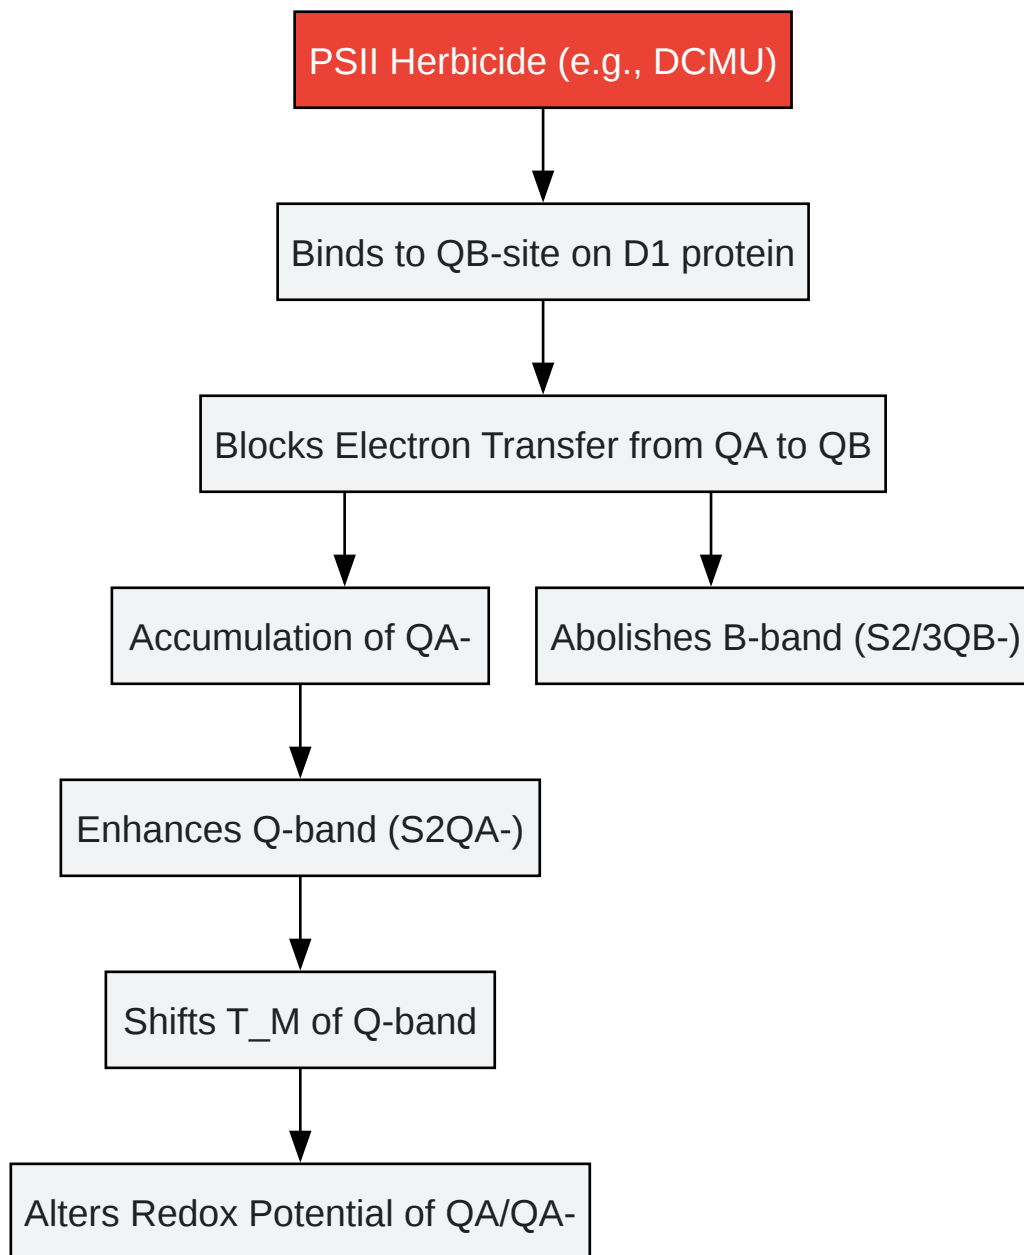 PSII Herbicide (e.g., DCMU)
Binds to QB-site on D1 protein
Blocks Electron Transfer from QA to QB
Accumulation of QA-
Abolishes B-band (S2/3QB-)
Enhances Q-band (S2QA-)
Shifts T_M of Q-band
Alters Redox Potential of QA/QA-